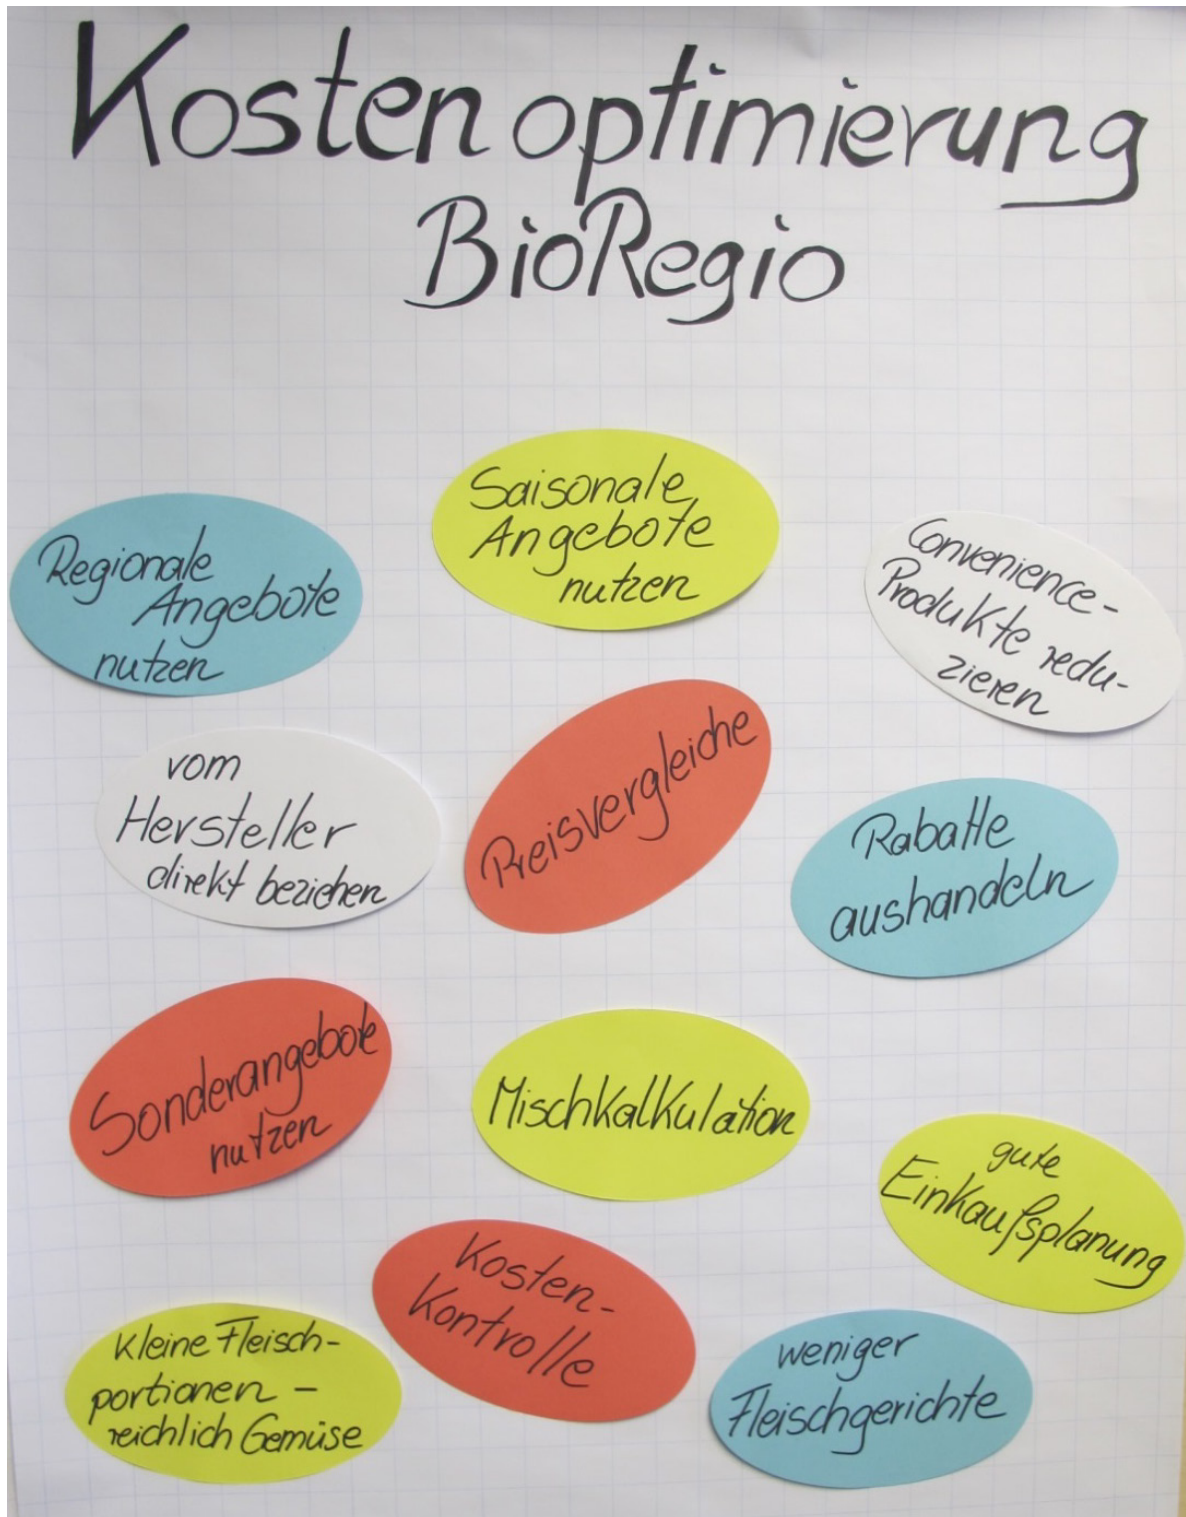 Kostenoptimierung
BioRegio
Saisonale
Angebote
nutzen
Regionale
Angebote
nutzen
Convenience-
Produkte redu-
zieren
vom
Hersteller
direkt beziehen
Preisvergleiche
Rabatte
aushandeln
Sonderangebote
nutzen
Mischkalkulation
gute
Einkaufsplanung
Kosten-
Kontrolle
kleine Fleisch-
portionen -
reichlich Gemüse
weniger
Fleischgerichte